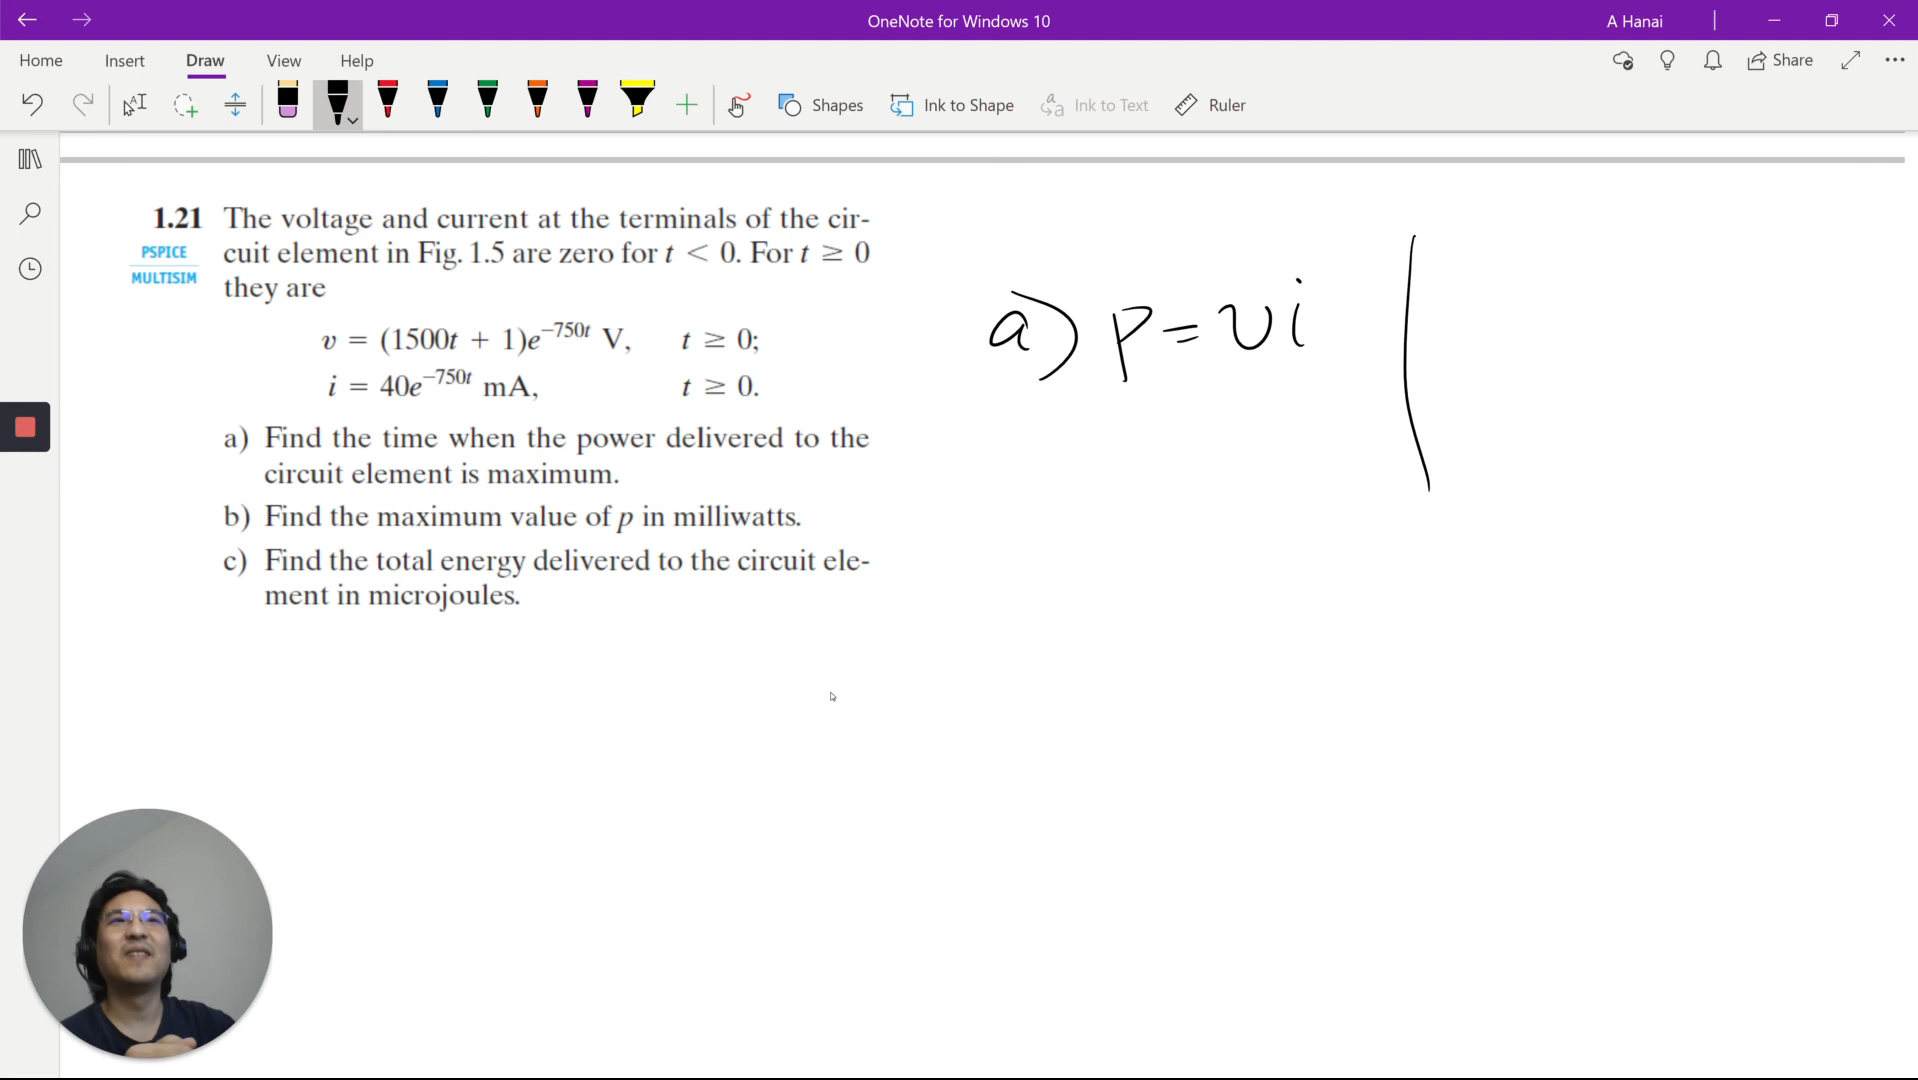 OneNote for Windows 10
A Hanai
Home Insert Draw View Help
Share
Shapes Ink to Shape Ink to Text Ruler
1.21 The voltage and current at the terminals of the cir-
PSPICE
cuit element in Fig. 1.5 are zero for t < 0. For t ≥ 0
MULTISIM
they are
v = (1500t + 1)e^{-750t} V, t ≥ 0;
i = 40e^{-750t} mA, t ≥ 0.
a) Find the time when the power delivered to the
circuit element is maximum.
b) Find the maximum value of p in milliwatts.
c) Find the total energy delivered to the circuit ele-
ment in microjoules.
a) p = vi